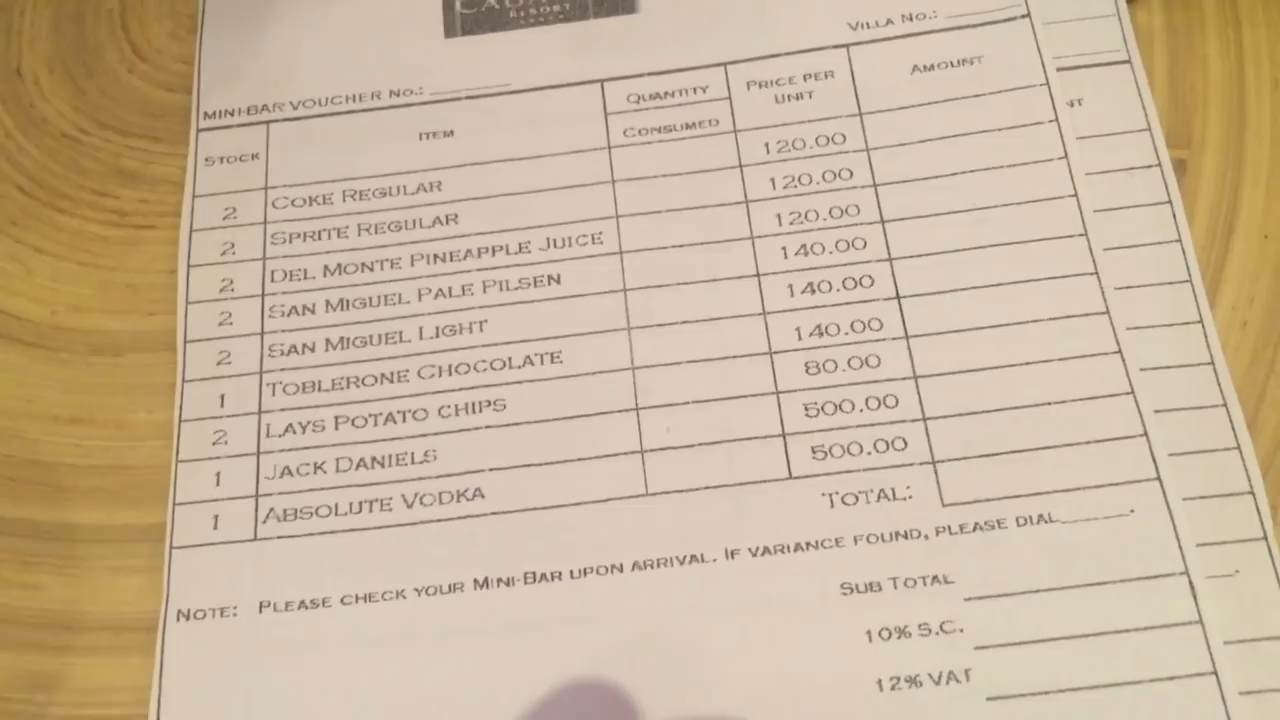 RESORT
VILLA NO.: ______
MINI-BAR VOUCHER NO.: ______
STOCK ITEM QUANTITY CONSUMED PRICE PER UNIT AMOUNT
2 COKE REGULAR 120.00
2 SPRITE REGULAR 120.00
2 DEL MONTE PINEAPPLE JUICE 120.00
2 SAN MIGUEL PALE PILSEN 140.00
2 SAN MIGUEL LIGHT 140.00
1 TOBLERONE CHOCOLATE 140.00
2 LAYS POTATO CHIPS 80.00
1 JACK DANIELS 500.00
1 ABSOLUTE VODKA 500.00
TOTAL:
NOTE: PLEASE CHECK YOUR MINI-BAR UPON ARRIVAL. IF VARIANCE FOUND, PLEASE DIAL______.
SUB TOTAL
10% S.C.
12% VAT